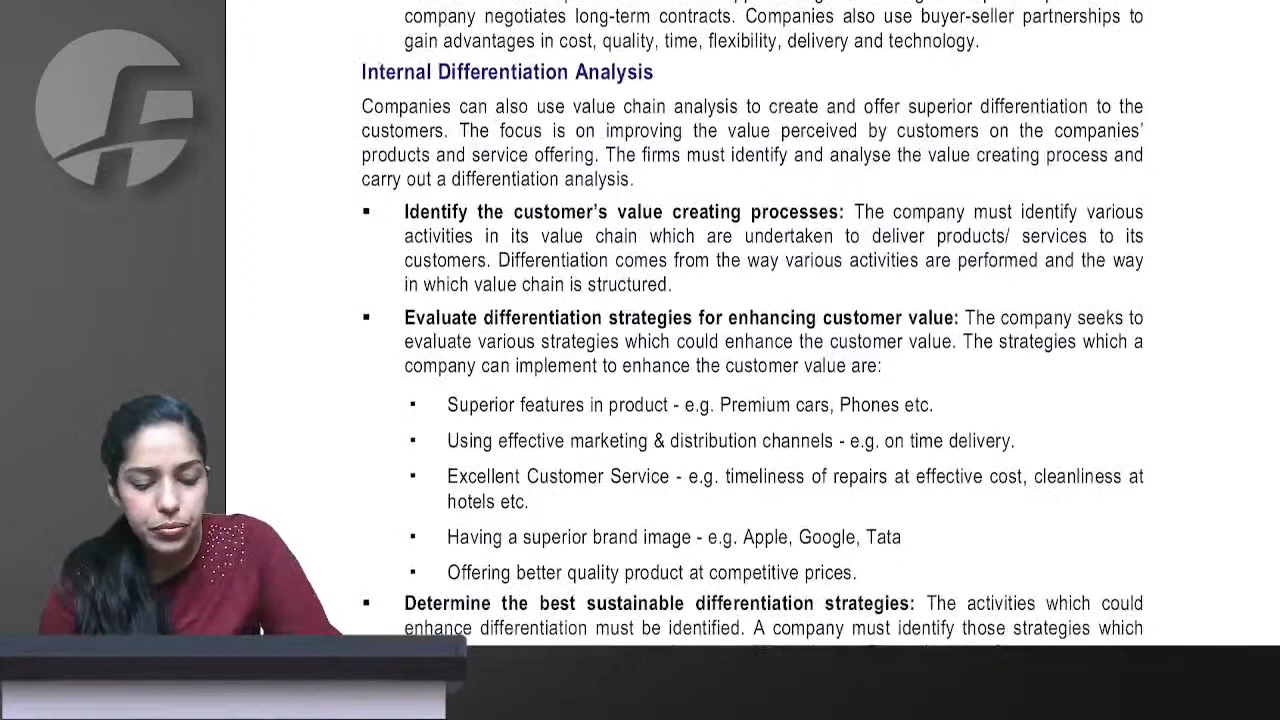 company negotiates long-term contracts. Companies also use buyer-seller partnerships to
gain advantages in cost, quality, time, flexibility, delivery and technology.
Internal Differentiation Analysis
Companies can also use value chain analysis to create and offer superior differentiation to the
customers. The focus is on improving the value perceived by customers on the companies'
products and service offering. The firms must identify and analyse the value creating process and
carry out a differentiation analysis.
▪ Identify the customer's value creating processes: The company must identify various
activities in its value chain which are undertaken to deliver products/ services to its
customers. Differentiation comes from the way various activities are performed and the way
in which value chain is structured.
▪ Evaluate differentiation strategies for enhancing customer value: The company seeks to
evaluate various strategies which could enhance the customer value. The strategies which a
company can implement to enhance the customer value are:
▪ Superior features in product - e.g. Premium cars, Phones etc.
▪ Using effective marketing & distribution channels - e.g. on time delivery.
▪ Excellent Customer Service - e.g. timeliness of repairs at effective cost, cleanliness at
hotels etc.
▪ Having a superior brand image - e.g. Apple, Google, Tata
▪ Offering better quality product at competitive prices.
▪ Determine the best sustainable differentiation strategies: The activities which could
enhance differentiation must be identified. A company must identify those strategies which